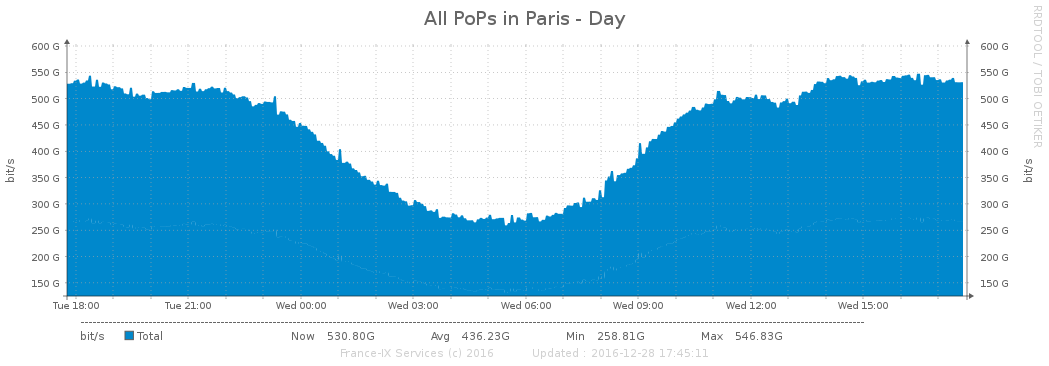 All PoPs in Paris - Day
RRDTOOL / TOBI OETIKER
600 G 600 G
550 G 550 G
500 G 500 G
450 G 450 G
400 G 400 G
350 G 350 G
300 G 300 G
250 G 250 G
200 G 200 G
150 G 150 G
bit/s bit/s
Tue 18:00 Tue 21:00 Wed 00:00 Wed 03:00 Wed 06:00 Wed 09:00 Wed 12:00 Wed 15:00
bit/s Total Now 530.80G Avg 436.23G Min 258.81G Max 546.83G
France-IX Services (c) 2016 Updated : 2016-12-28 17:45:11